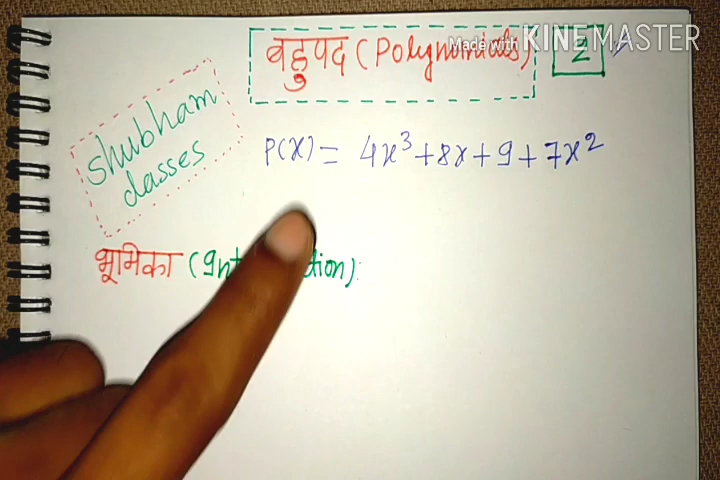 Made with KINEMASTER
बहुपद (Polynomials) 2
shubham
classes
P(x) = 4x³+8x+9+7x²
भूमिका